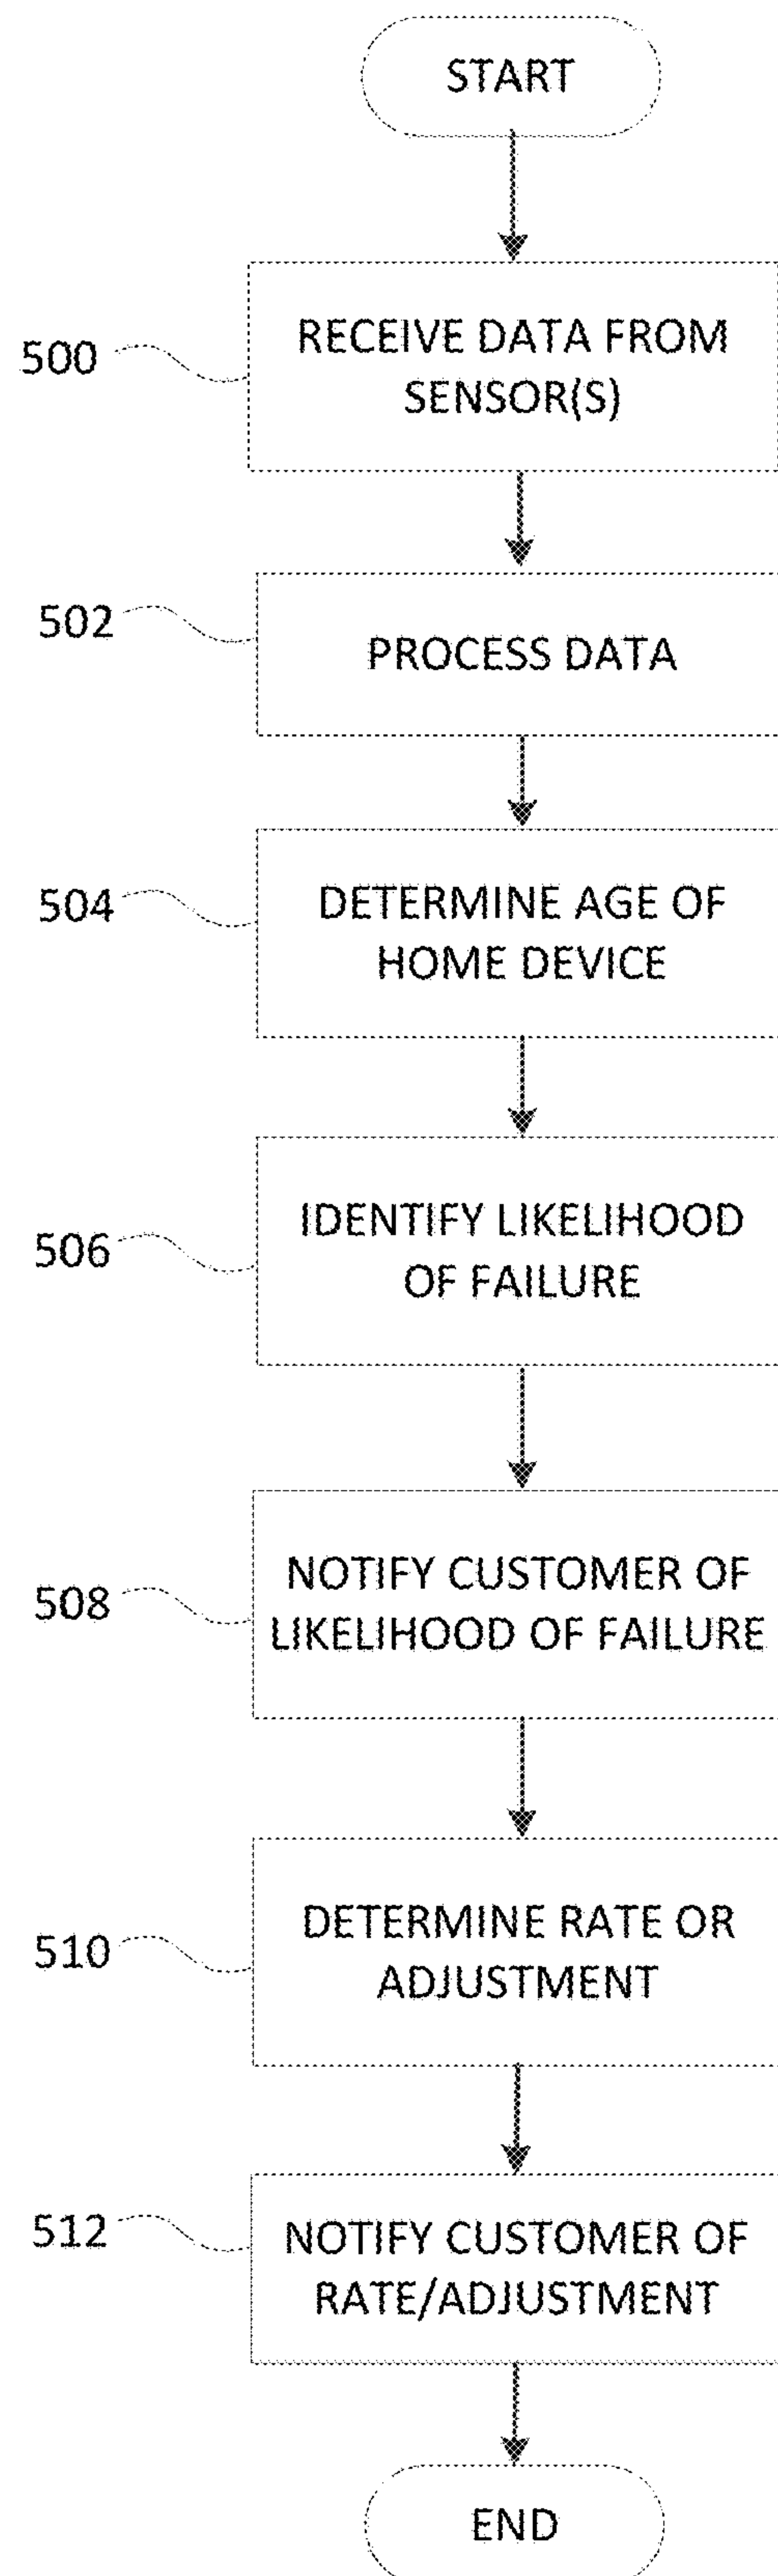 START
500
RECEIVE DATA FROM
SENSOR(S)
502
PROCESS DATA
504
DETERMINE AGE OF
HOME DEVICE
506
IDENTIFY LIKELIHOOD
OF FAILURE
508
NOTIFY CUSTOMER OF
LIKELIHOOD OF FAILURE
510
DETERMINE RATE OR
ADJUSTMENT
512
NOTIFY CUSTOMER OF
RATE/ADJUSTMENT
END